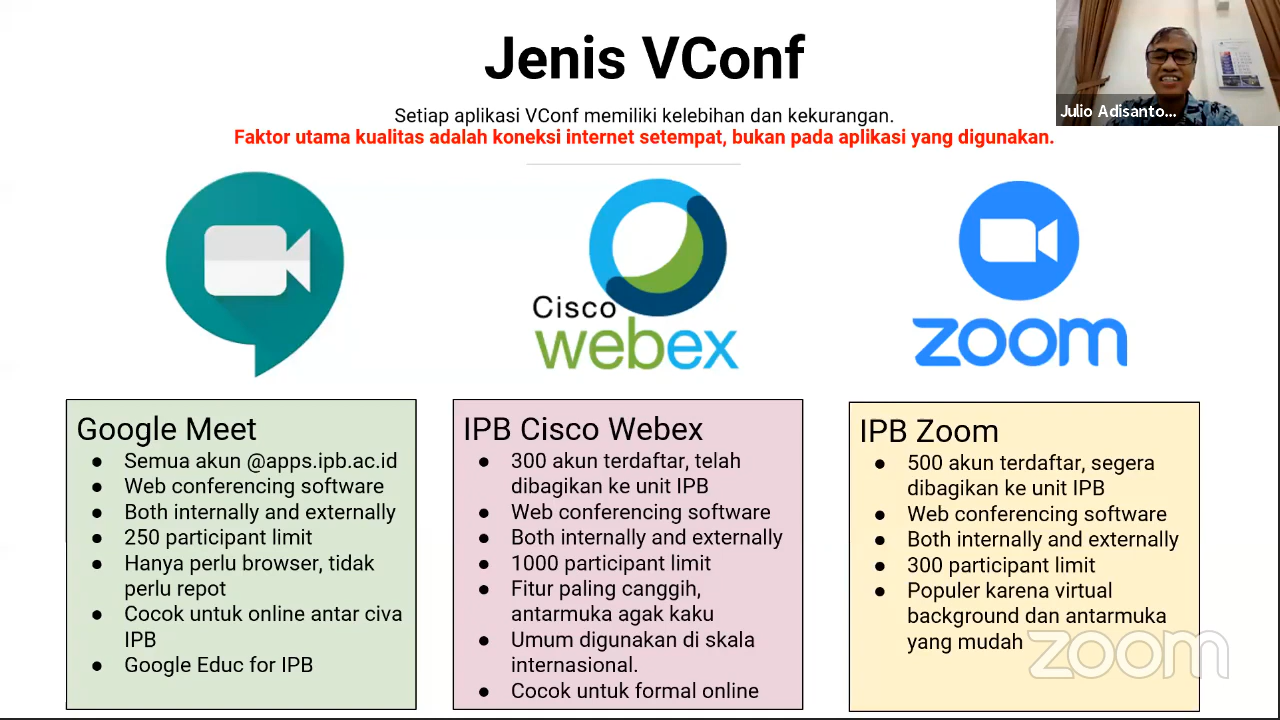 Jenis VConf
Setiap aplikasi VConf memiliki kelebihan dan kekurangan.
Faktor utama kualitas adalah koneksi internet setempat, bukan pada aplikasi yang digunakan.
Julio Adisanto...
Cisco
webex
zoom
Google Meet
● Semua akun @apps.ipb.ac.id
● Web conferencing software
● Both internally and externally
● 250 participant limit
● Hanya perlu browser, tidak
perlu repot
● Cocok untuk online antar civa
IPB
● Google Educ for IPB
IPB Cisco Webex
● 300 akun terdaftar, telah
dibagikan ke unit IPB
● Web conferencing software
● Both internally and externally
● 1000 participant limit
● Fitur paling canggih,
antarmuka agak kaku
● Umum digunakan di skala
internasional.
● Cocok untuk formal online
IPB Zoom
● 500 akun terdaftar, segera
dibagikan ke unit IPB
● Web conferencing software
● Both internally and externally
● 300 participant limit
● Populer karena virtual
background dan antarmuka
yang mudah
zoom